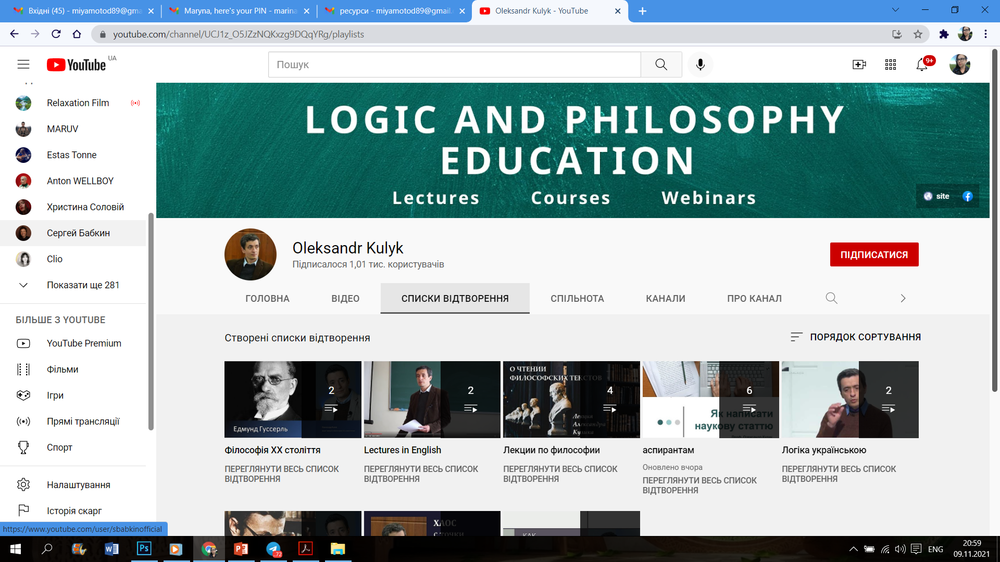 Вхідні (45) - miyamotod89@gma
Maryna, here's your PIN - marina
ресурси - miyamotod89@gmail.
Oleksandr Kulyk - YouTube
youtube.com/channel/UCJ1z_O5JZzNQKxzg9DQqYRg/playlists
YouTube UA
Пошук
9+
Relaxation Film
MARUV
Estas Tonne
Anton WELLBOY
Христина Соловій
Сергей Бабкин
Clio
Показати ще 281
БІЛЬШЕ З YOUTUBE
YouTube Premium
Фільми
Ігри
Прямі трансляції
Спорт
Налаштування
Історія скарг
https://www.youtube.com/user/sbabkinofficial
LOGIC AND PHILOSOPHY
EDUCATION
Lectures Courses Webinars
site
Oleksandr Kulyk
Підписалося 1,01 тис. користувачів
ПІДПИСАТИСЯ
ГОЛОВНА ВІДЕО СПИСКИ ВІДТВОРЕННЯ СПІЛЬНОТА КАНАЛИ ПРО КАНАЛ
Створені списки відтворення
ПОРЯДОК СОРТУВАННЯ
Едмунд Гуссерль
2
Філософія XX століття
ПЕРЕГЛЯНУТИ ВЕСЬ СПИСОК
ВІДТВОРЕННЯ
2
Lectures in English
ПЕРЕГЛЯНУТИ ВЕСЬ СПИСОК
ВІДТВОРЕННЯ
О ЧТЕНИИ
ФИЛОСОФСКИХ ТЕКСТОВ
4
Лекция
Александра
Кулика
Лекции по философии
ПЕРЕГЛЯНУТИ ВЕСЬ СПИСОК
ВІДТВОРЕННЯ
6
Як написати
наукову статтю
аспирантам
Оновлено вчора
ПЕРЕГЛЯНУТИ ВЕСЬ СПИСОК
ВІДТВОРЕННЯ
2
Логіка українською
ПЕРЕГЛЯНУТИ ВЕСЬ СПИСОК
ВІДТВОРЕННЯ
ХАОС
с точки
КАК
72
ENG
20:59
09.11.2021